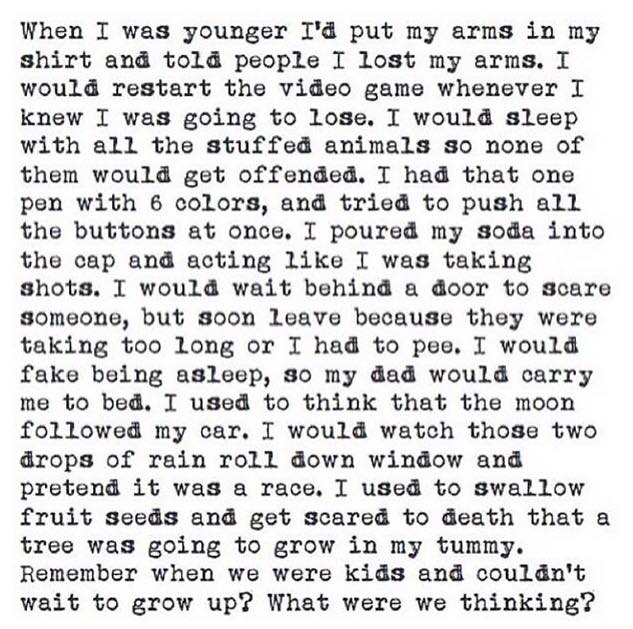 When I was younger I'd put my arms in my
shirt and told people I lost my arms. I
would restart the video game whenever I
knew I was going to lose. I would sleep
with all the stuffed animals so none of
them would get offended. I had that one
pen with 6 colors, and tried to push all
the buttons at once. I poured my soda into
the cap and acting like I was taking
shots. I would wait behind a door to scare
someone, but soon leave because they were
taking too long or I had to pee. I would
fake being asleep, so my dad would carry
me to bed. I used to think that the moon
followed my car. I would watch those two
drops of rain roll down window and
pretend it was a race. I used to swallow
fruit seeds and get scared to death that a
tree was going to grow in my tummy.
Remember when we were kids and couldn't
wait to grow up? What were we thinking?